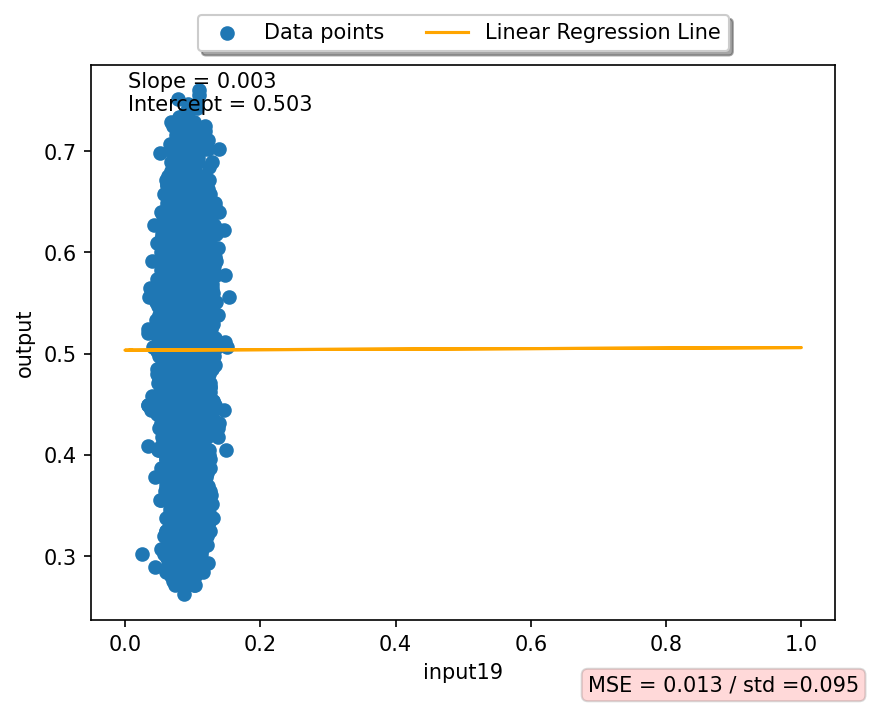 Data points
Linear Regression Line
Slope = 0.003
Intercept = 0.503
0.7
0.6
0.5
0.4
0.3
output
0.0
0.2
0.4
0.6
0.8
1.0
input19
MSE = 0.013 / std =0.095